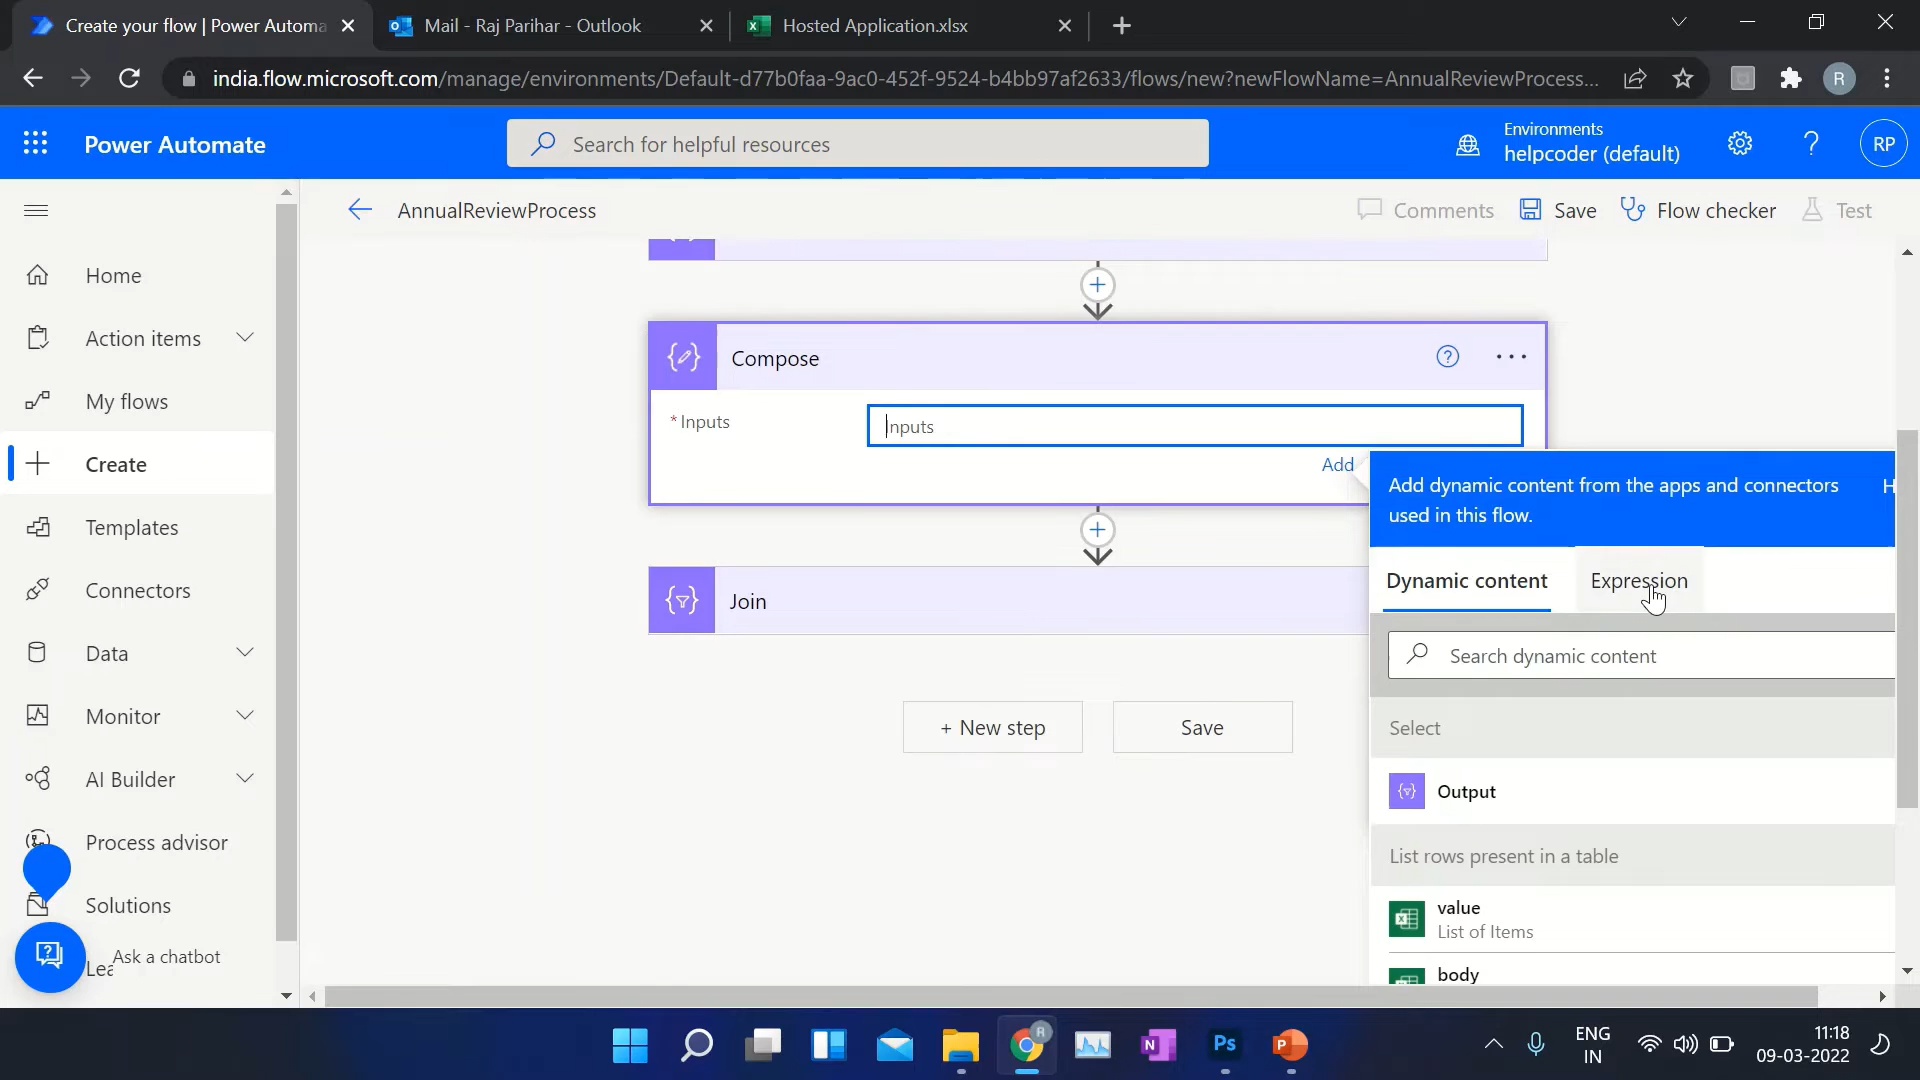 Create your flow | Power Automa
Mail - Raj Parihar - Outlook
Hosted Application.xlsx
india.flow.microsoft.com/manage/environments/Default-d77b0faa-9ac0-452f-9524-b4bb97af2633/flows/new?newFlowName=AnnualReviewProcess...
R
Power Automate
Search for helpful resources
Environments
helpcoder (default)
RP
AnnualReviewProcess
Comments
Save
Flow checker
Test
Home
Action items
My flows
Create
Templates
Connectors
Data
Monitor
AI Builder
Process advisor
Solutions
Lea
Ask a chatbot
Compose
* Inputs
Inputs
Add
Join
+ New step
Save
Add dynamic content from the apps and connectors
used in this flow.
H
Dynamic content
Expression
Search dynamic content
Select
Output
List rows present in a table
value
List of Items
body
R
N
Ps
P
ENG
IN
11:18
09-03-2022